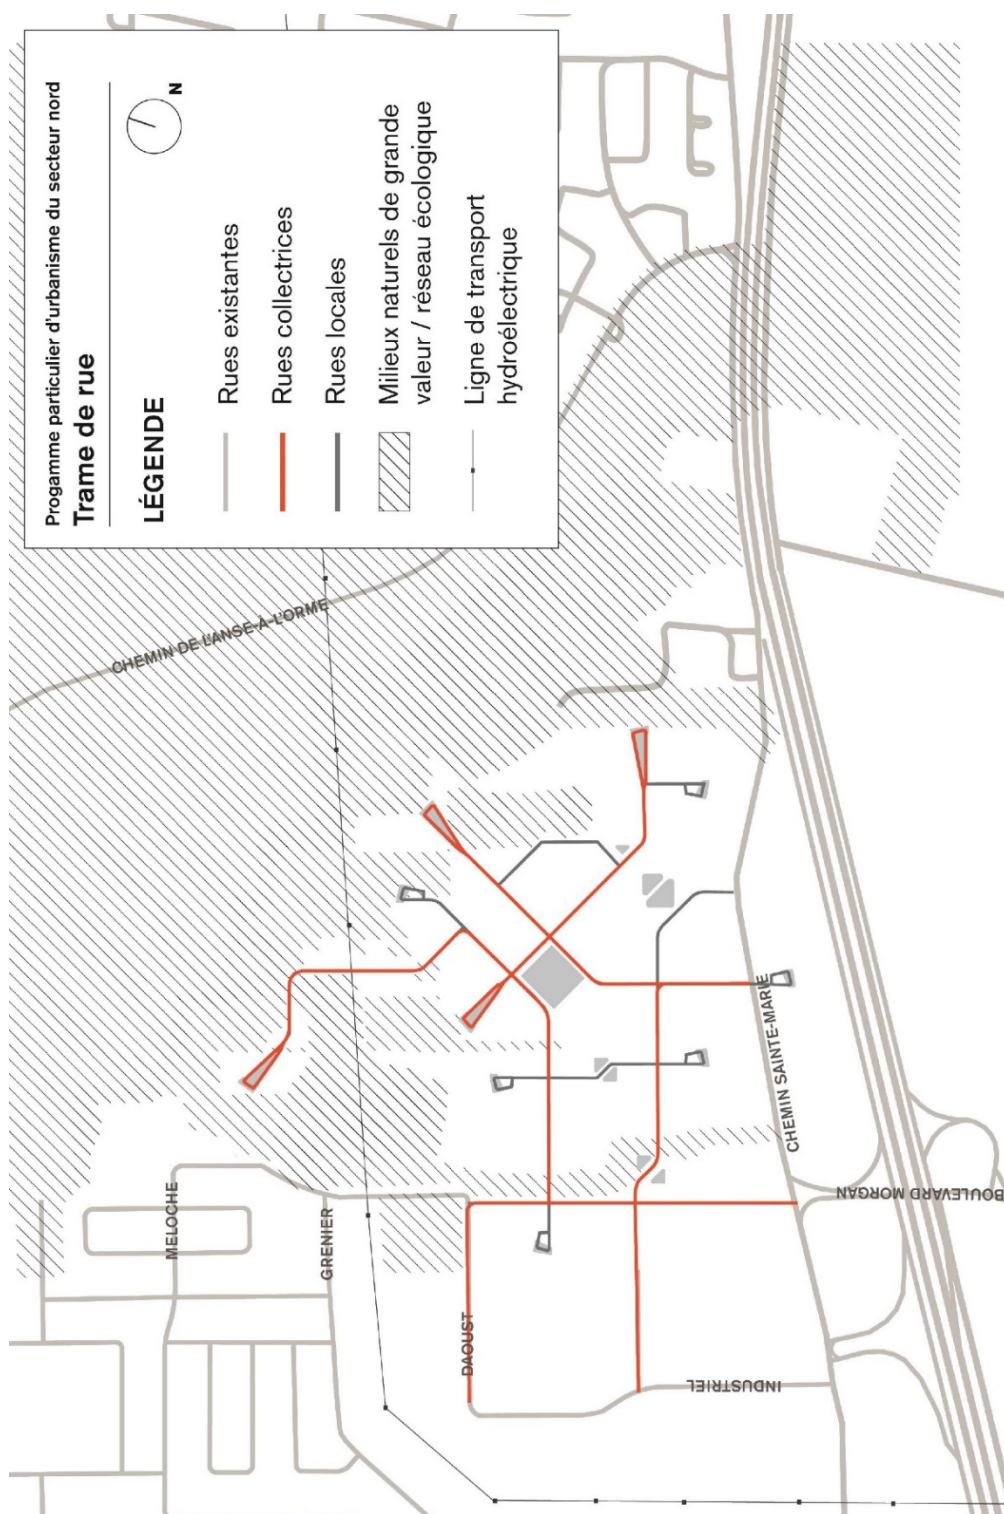 Progamme particulier d'urbanisme du secteur nord
Trame de rue
N
LÉGENDE
Rues existantes
Rues collectrices
Rues locales
Milieux naturels de grande
valeur / réseau écologique
Ligne de transport
hydroélectrique
CHEMIN DE L'ANSE-À-L'ORME
CHEMIN SAINTE-MARIE
BOULEVARD MORGAN
MELOCHE
GRENIER
DAOUST
INDUSTRIEL